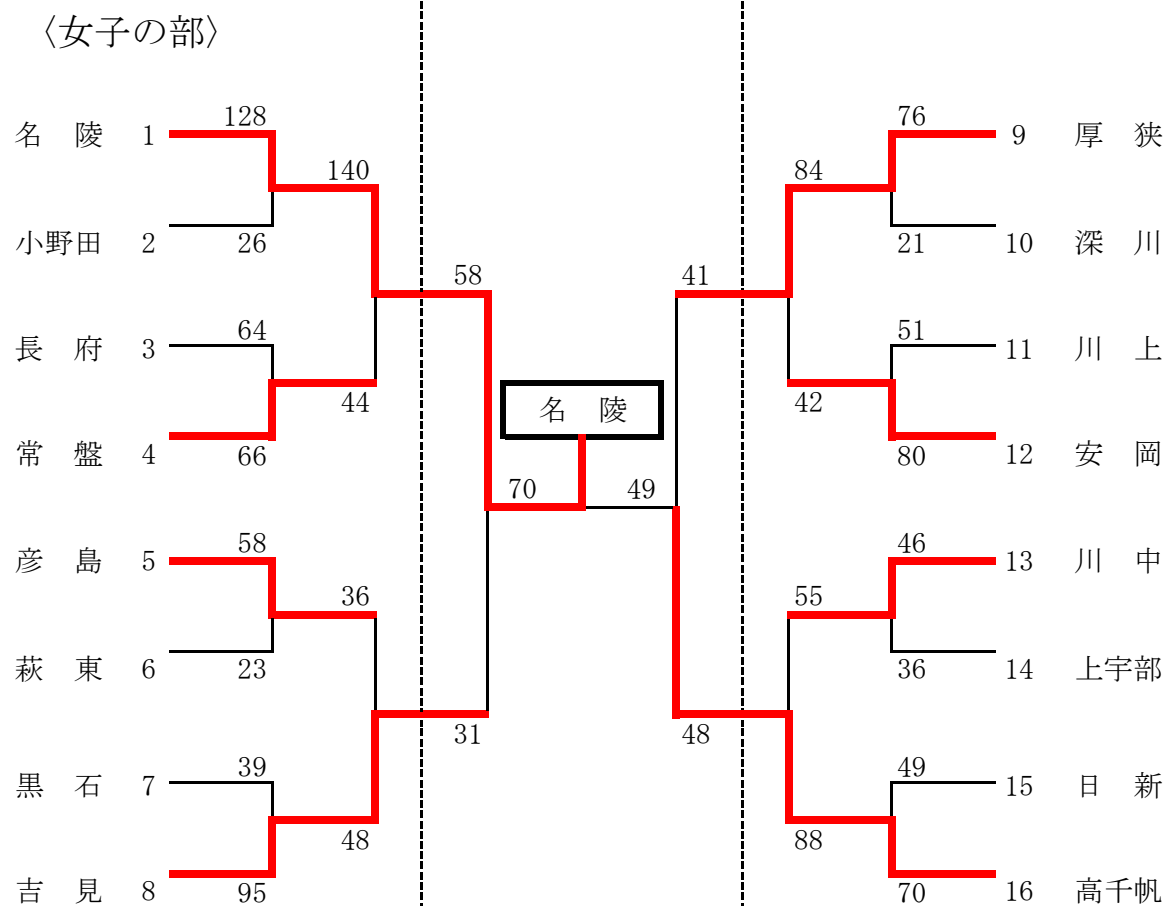 〈女子の部〉
128 76
名 陵 1 9 厚 狭
140 84
小野田 2 26 21 10 深 川
58 41
長 府 3 64 51 11 川 上
44 名 陵 42
常 盤 4 66 80 12 安 岡
70 49
彦 島 5 58 46 13 川 中
36 55
萩 東 6 23 36 14 上宇部
31 48
黒 石 7 39 49 15 日 新
48 88
吉 見 8 95 70 16 高千帆